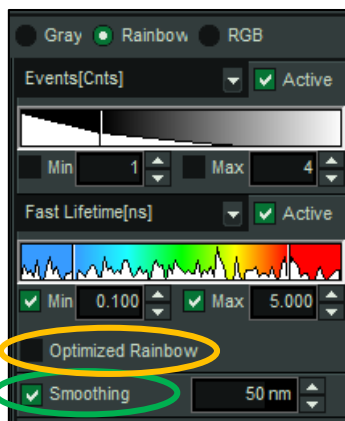 Gray Rainbow RGB
Events[Cnts] Active
Min 1 Max 4
Fast Lifetime[ns] Active
Min 0.100 Max 5.000
Optimized Rainbow
Smoothing 50 nm